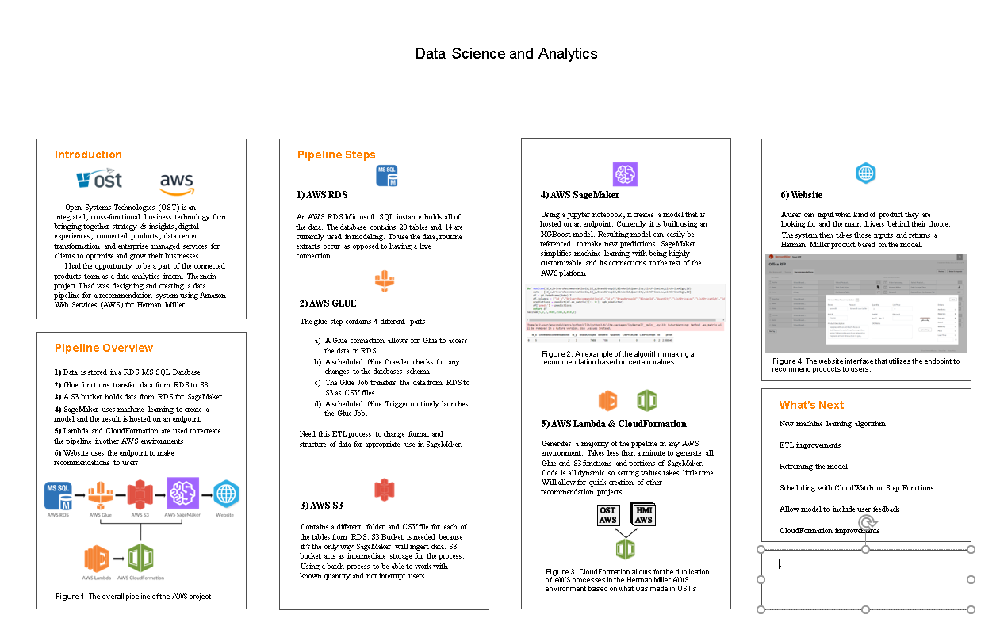 Data Science and Analytics
Introduction
OST
aws
Open Systems Technologies (OST) is an
integrated, cross-functional business technology firm
bringing together strategy & insights, digital
experiences, connected products, data center
transformation and enterprise managed services for
clients to optimize and grow their businesses.
I had the opportunity to be a part of the connected
products team as a data analytics intern. The main
project I had was designing and creating a data
pipeline for a recommendation system using Amazon
Web Services (AWS) for Herman Miller.
Pipeline Overview
1) Data is stored in a RDS MS SQL Database
2) Glue functions transfer data from RDS to S3
3) A S3 bucket holds data from RDS for SageMaker
4) SageMaker uses machine learning to create a
model and the result is hosted on an endpoint
5) Lambda and CloudFormation are used to recreate
the pipeline in other AWS environments
6) Website uses the endpoint to make
recommendations to users
MS SQL
AWS RDS
AWS Glue
AWS S3
AWS SageMaker
Website
AWS Lambda
AWS CloudFormation
Figure 1. The overall pipeline of the AWS project
Pipeline Steps
MS SQL
1) AWS RDS
An AWS RDS Microsoft SQL instance holds all of
the data. The database contains 20 tables and 14 are
currently used in modeling. To use the data, routine
extracts occur as opposed to having a live
connection.
2) AWS GLUE
The glue step contains 4 different parts:
a) A Glue connection allows for Glue to access
the data in RDS.
b) A scheduled Glue Crawler checks for any
changes to the databases schema.
c) The Glue Job transfers the data from RDS to
S3 as CSV files
d) A scheduled Glue Trigger routinely launches
the Glue Job.
Need this ETL process to change format and
structure of data for appropriate use in SageMaker.
3) AWS S3
Contains a different folder and CSV file for each of
the tables from RDS. S3 Bucket is needed because
it's the only way SageMaker will ingest data. S3
bucket acts as intermediate storage for the process.
Using a batch process to be able to work with
known quantity and not interrupt users.
4) AWS SageMaker
Using a jupyter notebook, it creates a model that is
hosted on an endpoint. Currently it is built using an
XGBoost model. Resulting model can easily be
referenced to make new predictions. SageMaker
simplifies machine learning with being highly
customizable and its connections to the rest of the
AWS platform
Figure 2. An example of the algorithm making a
recommendation based on certain values.
5) AWS Lambda & CloudFormation
Generates a majority of the pipeline in any AWS
environment. Takes less than a minute to generate all
Glue and S3 functions and portions of SageMaker.
Code is all dynamic so setting values takes little time.
Will allow for quick creation of other
recommendation projects
OST
AWS
HMI
AWS
Figure 3. CloudFormation allows for the duplication
of AWS processes in the Herman Miller AWS
environment based on what was made in OST's
6) Website
A user can input what kind of product they are
looking for and the main drivers behind their choice.
The system then takes those inputs and returns a
Herman Miller product based on the model.
Office RFP
Figure 4. The website interface that utilizes the endpoint to
recommend products to users.
What's Next
New machine learning algorithm
ETL improvements
Retraining the model
Scheduling with CloudWatch or Step Functions
Allow model to include user feedback
CloudFormation improvements
.